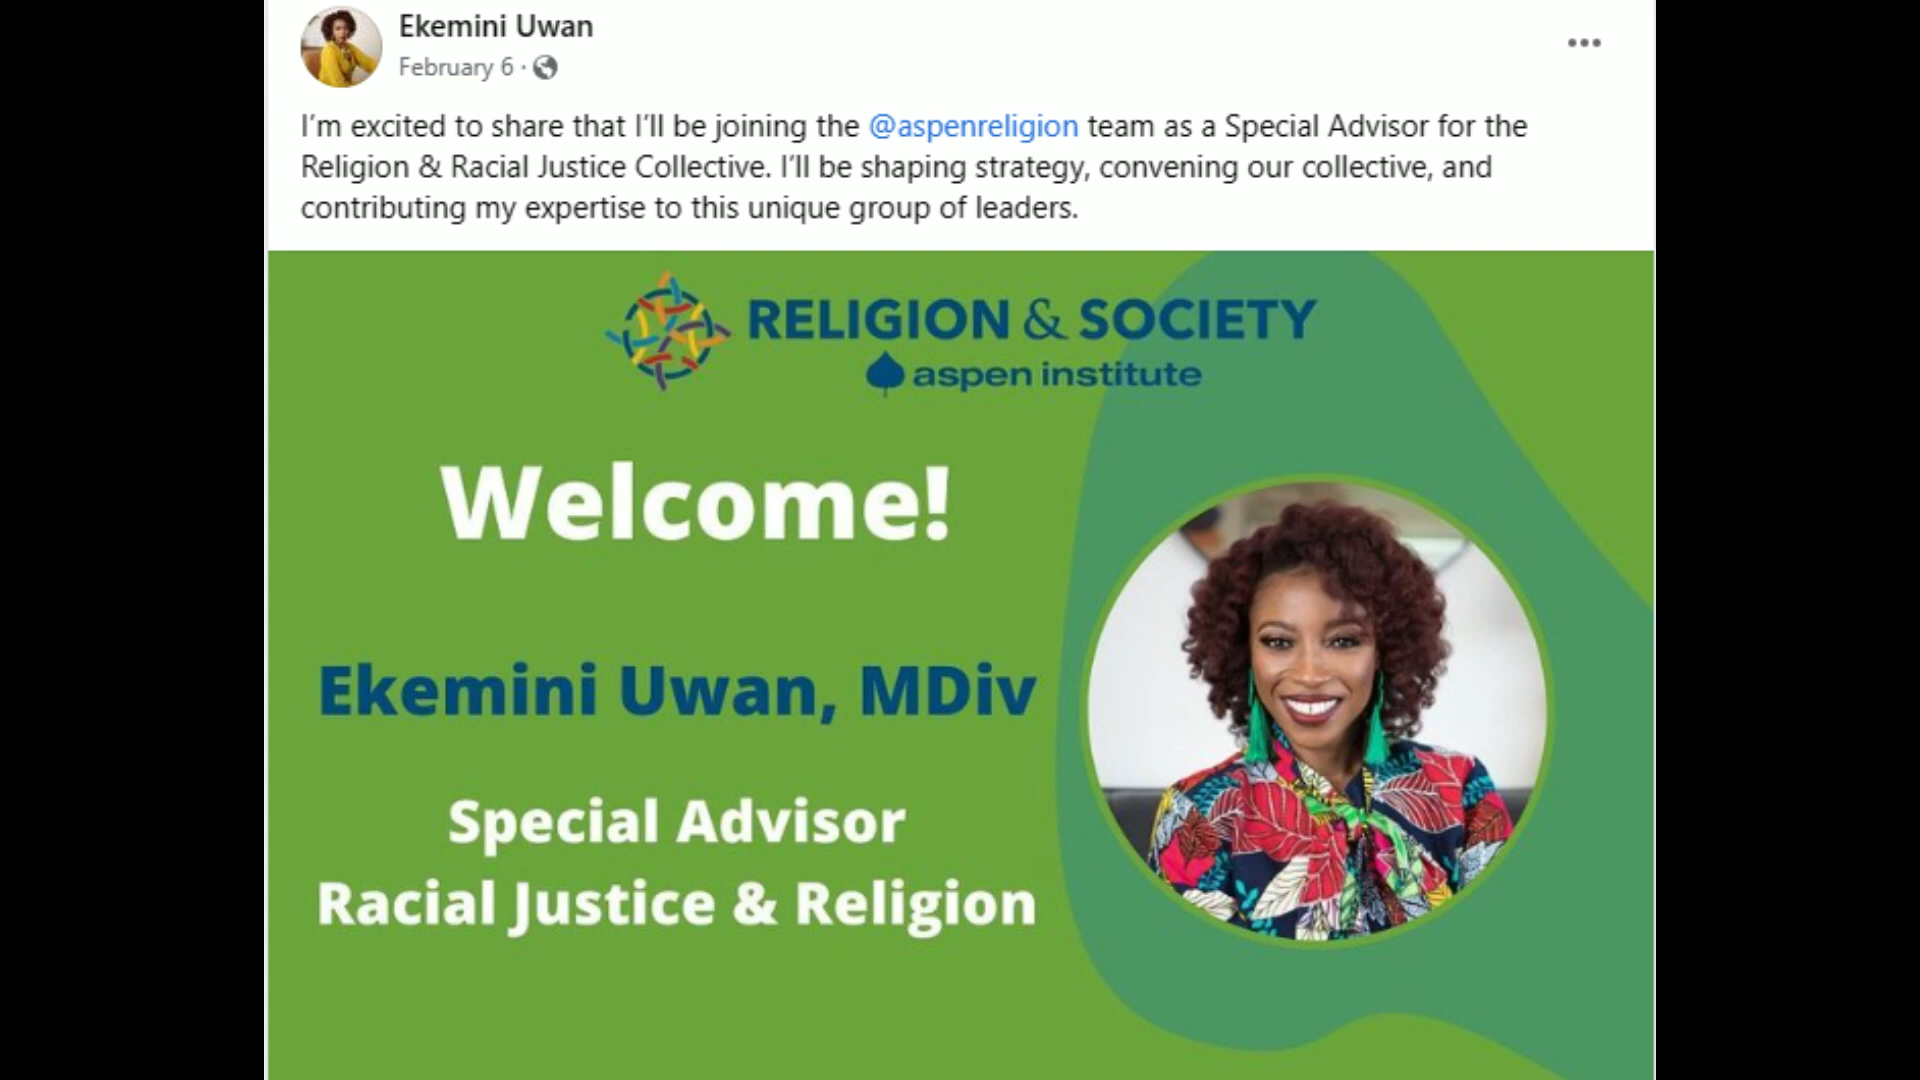 Ekemini Uwan
February 6 ·
I'm excited to share that I'll be joining the @aspenreligion team as a Special Advisor for the
Religion & Racial Justice Collective. I'll be shaping strategy, convening our collective, and
contributing my expertise to this unique group of leaders.
RELIGION & SOCIETY
aspen institute
Welcome!
Ekemini Uwan, MDiv
Special Advisor
Racial Justice & Religion